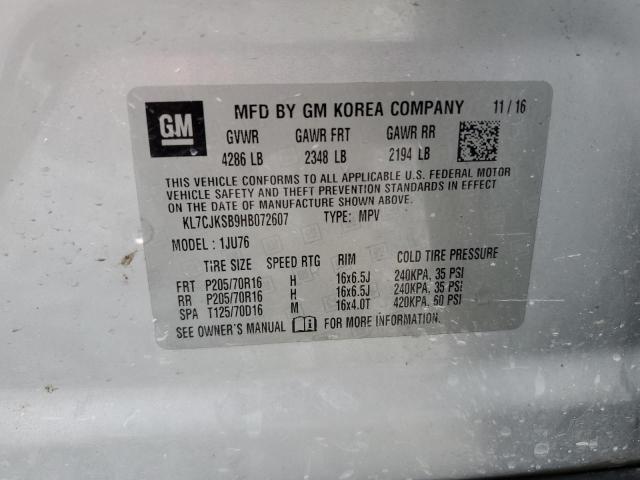 GM
MFD BY GM KOREA COMPANY 11/16
GVWR GAWR FRT GAWR RR
4286 LB 2348 LB 2194 LB
THIS VEHICLE CONFORMS TO ALL APPLICABLE U.S. FEDERAL MOTOR
VEHICLE SAFETY AND THEFT PREVENTION STANDARDS IN EFFECT
ON THE DATE OF MANUFACTURE SHOWN ABOVE.
KL7CJKSB9HB072607 TYPE: MPV
MODEL: 1JU76
TIRE SIZE SPEED RTG RIM COLD TIRE PRESSURE
FRT P205/70R16 H 16x6.5J 240KPA, 35 PSI
RR P205/70R16 H 16x6.5J 240KPA, 35 PSI
SPA T125/70D16 M 16x4.0T 420KPA, 60 PSI
SEE OWNER'S MANUAL FOR MORE INFORMATION.